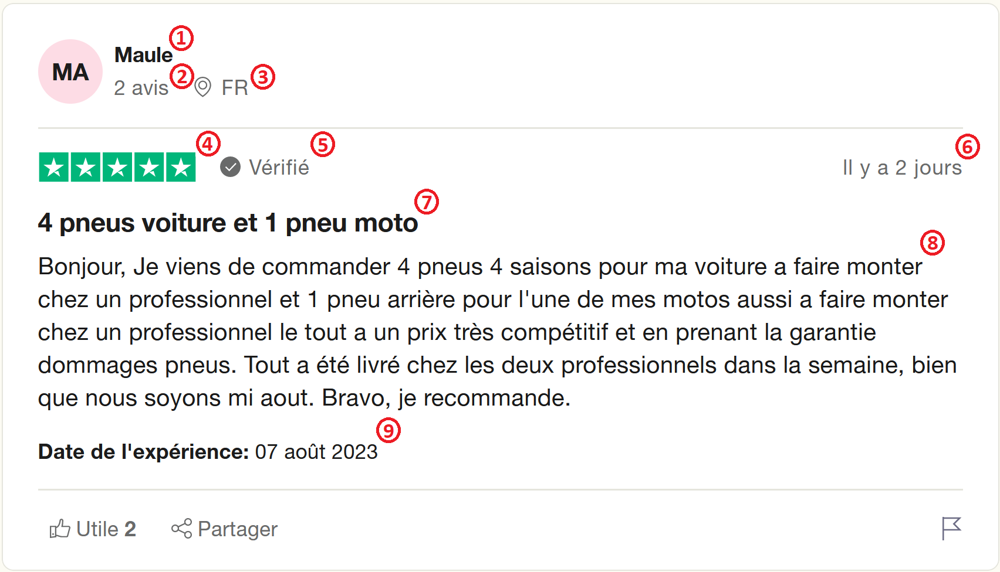 MA
Maule ①
2 avis ② FR ③
④ Vérifié ⑤
Il y a 2 jours ⑥
4 pneus voiture et 1 pneu moto ⑦
⑧
Bonjour, Je viens de commander 4 pneus 4 saisons pour ma voiture a faire monter
chez un professionnel et 1 pneu arrière pour l'une de mes motos aussi a faire monter
chez un professionnel le tout a un prix très compétitif et en prenant la garantie
dommages pneus. Tout a été livré chez les deux professionnels dans la semaine, bien
que nous soyons mi aout. Bravo, je recommande.
Date de l'expérience: 07 août 2023 ⑨
Utile 2 Partager